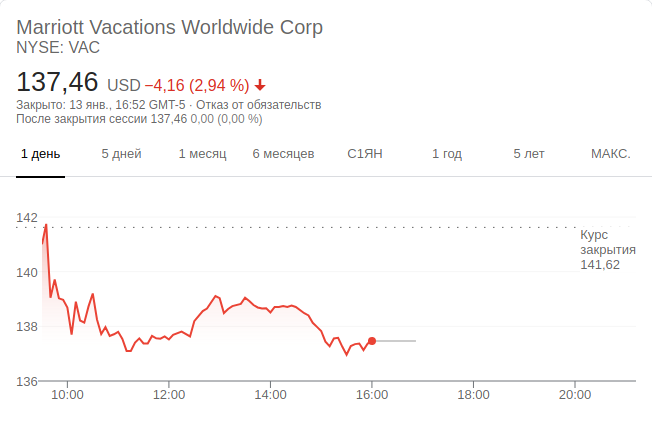 Marriott Vacations Worldwide Corp
NYSE: VAC
137,46 USD −4,16 (2,94 %)
Закрыто: 13 янв., 16:52 GMT-5 · Отказ от обязательств
После закрытия сессии 137,46 0,00 (0,00 %)
1 день 5 дней 1 месяц 6 месяцев С1ЯН 1 год 5 лет МАКС.
142
Курс
закрытия
141,62
140
138
136
10:00 12:00 14:00 16:00 18:00 20:00